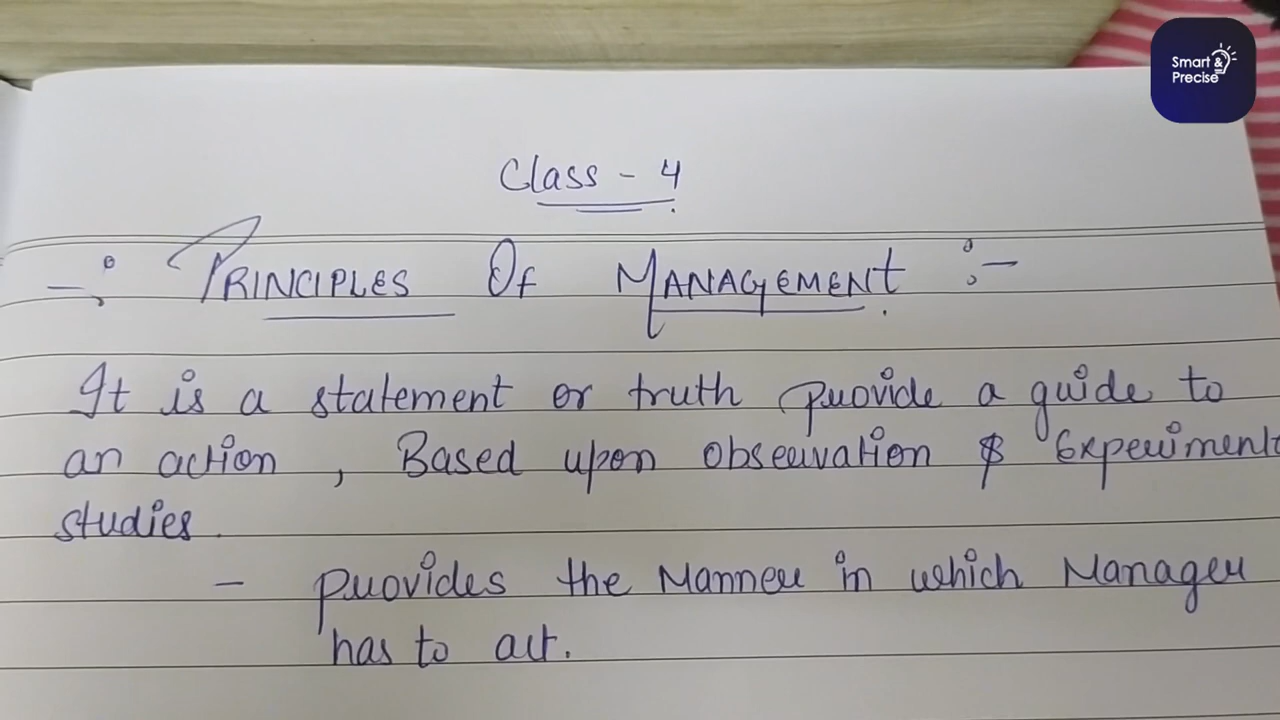 Smart &
Precise
Class - 4
-: PRINCIPLES Of MANAGEMENt :-
It is a statement or truth provide a guide to
an action, Based upon observation & Experiment
studies.
- provides the Manner in which Manager
has to act.